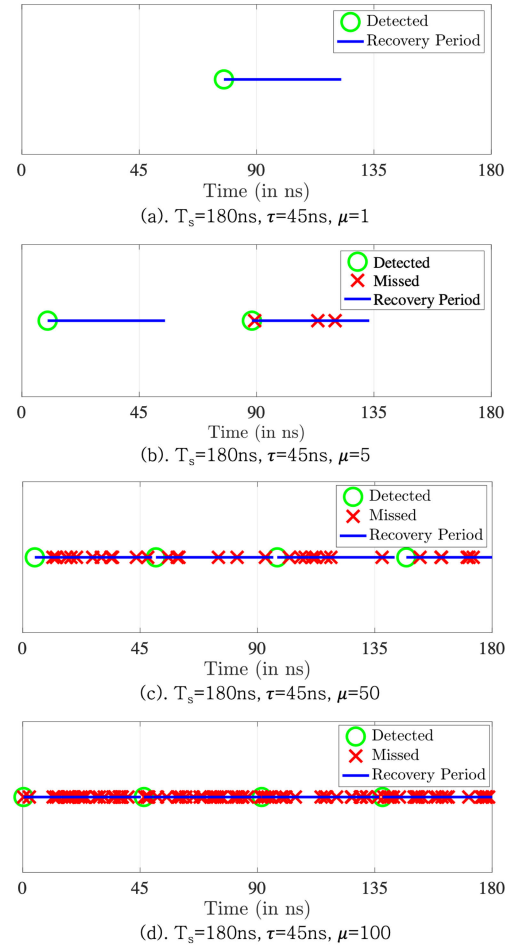 Detected
Recovery Period
0 45 90 135 180
Time (in ns)
(a). Ts=180ns, τ=45ns, μ=1
Detected
Missed
Recovery Period
0 45 90 135 180
Time (in ns)
(b). Ts=180ns, τ=45ns, μ=5
Detected
Missed
Recovery Period
0 45 90 135 180
Time (in ns)
(c). Ts=180ns, τ=45ns, μ=50
Detected
Missed
Recovery Period
0 45 90 135 180
Time (in ns)
(d). Ts=180ns, τ=45ns, μ=100